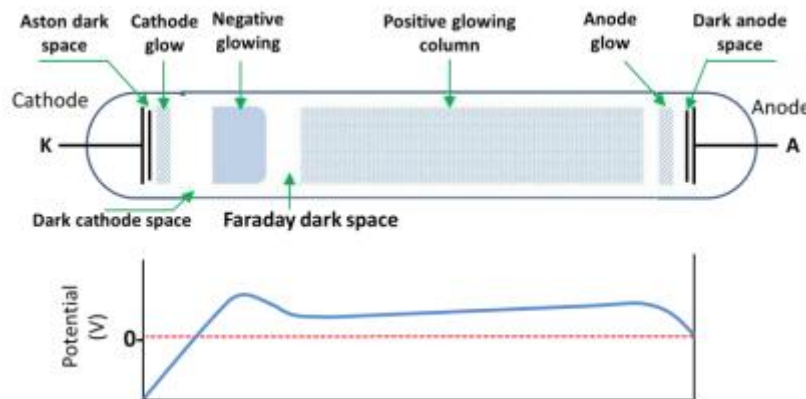 Aston dark
space
Cathode
glow
Negative
glowing
Positive glowing
column
Anode
glow
Dark anode
space
Cathode
Anode
K
A
Dark cathode space
Faraday dark space
Potential
(V)
0